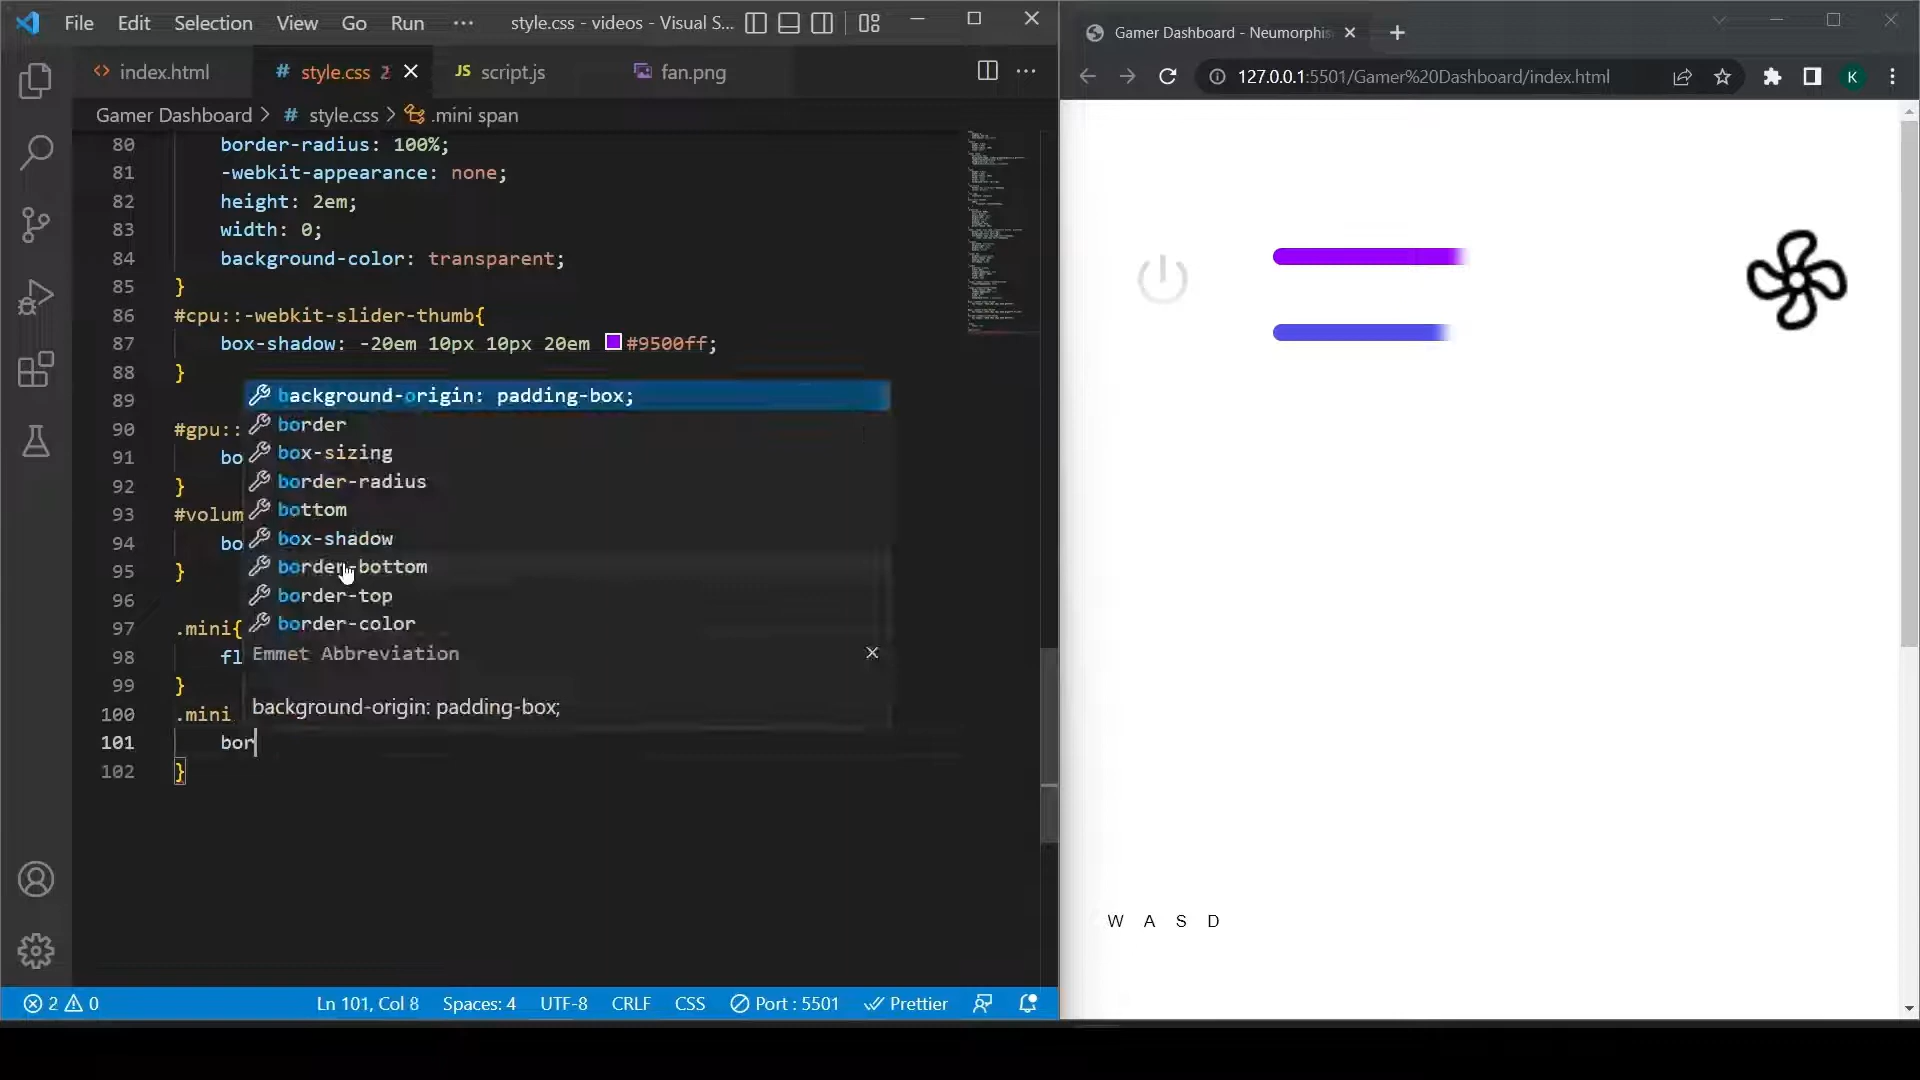 File Edit Selection View Go Run ··· style.css - videos - Visual S...
index.html # style.css 2 JS script.js fan.png
Gamer Dashboard > # style.css > .mini span
80 border-radius: 100%;
81 -webkit-appearance: none;
82 height: 2em;
83 width: 0;
84 background-color: transparent;
85 }
86 #cpu::-webkit-slider-thumb{
87 box-shadow: -20em 10px 10px 20em #9500ff;
88 }
89
90 #gpu::
91 bo
92 }
93 #volum
94 bo
95 }
96
97 .mini{
98 fl
99 }
100 .mini
101 bor
102 }
background-origin: padding-box;
border
box-sizing
border-radius
bottom
box-shadow
border-bottom
border-top
border-color
Emmet Abbreviation
background-origin: padding-box;
2 0 Ln 101, Col 8 Spaces: 4 UTF-8 CRLF CSS Port : 5501 Prettier
Gamer Dashboard - Neumorphis
127.0.0.1:5501/Gamer%20Dashboard/index.html K
W A S D